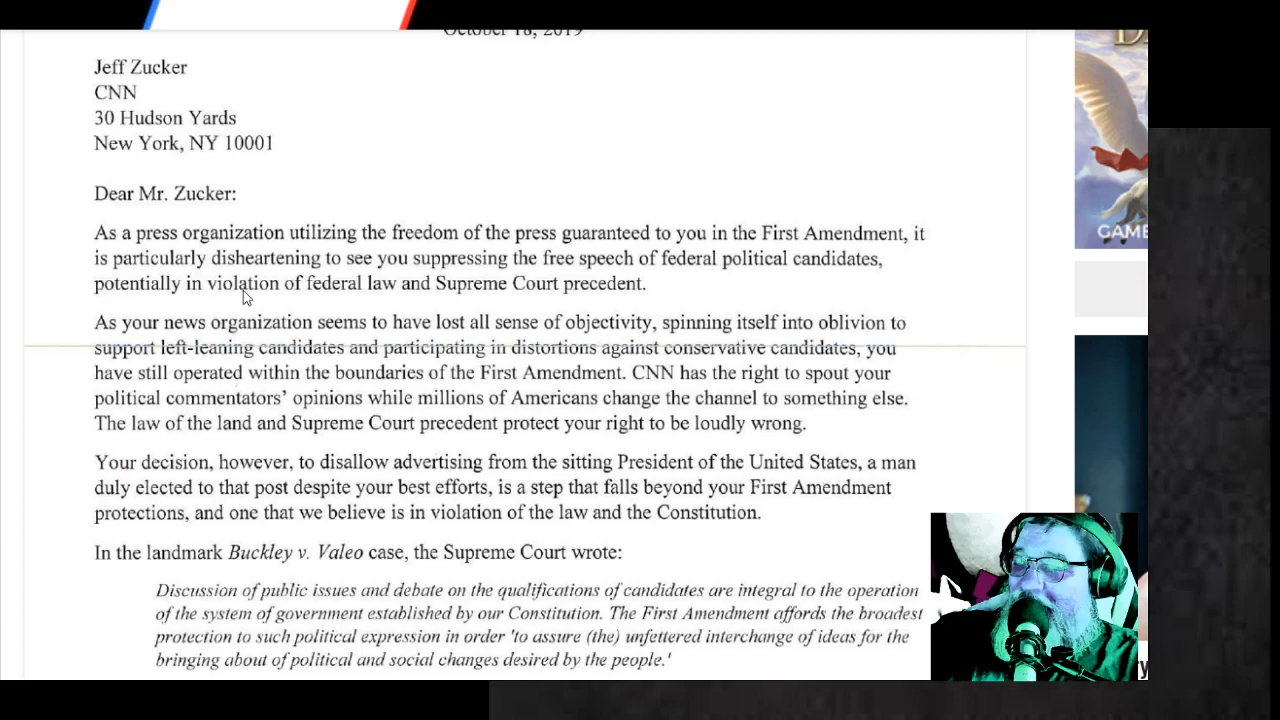 October 18, 2019
Jeff Zucker
CNN
30 Hudson Yards
New York, NY 10001
Dear Mr. Zucker:
As a press organization utilizing the freedom of the press guaranteed to you in the First Amendment, it
is particularly disheartening to see you suppressing the free speech of federal political candidates,
potentially in violation of federal law and Supreme Court precedent.
As your news organization seems to have lost all sense of objectivity, spinning itself into oblivion to
support left-leaning candidates and participating in distortions against conservative candidates, you
have still operated within the boundaries of the First Amendment. CNN has the right to spout your
political commentators' opinions while millions of Americans change the channel to something else.
The law of the land and Supreme Court precedent protect your right to be loudly wrong.
Your decision, however, to disallow advertising from the sitting President of the United States, a man
duly elected to that post despite your best efforts, is a step that falls beyond your First Amendment
protections, and one that we believe is in violation of the law and the Constitution.
In the landmark Buckley v. Valeo case, the Supreme Court wrote:
Discussion of public issues and debate on the qualifications of candidates are integral to the operation
of the system of government established by our Constitution. The First Amendment affords the broadest
protection to such political expression in order 'to assure (the) unfettered interchange of ideas for the
bringing about of political and social changes desired by the people.'
GAME